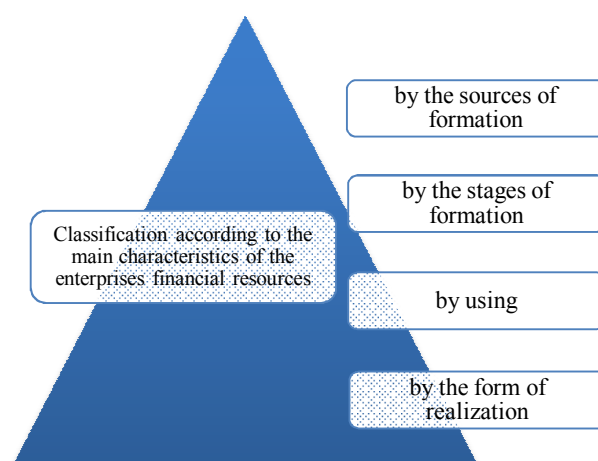 by the sources of
formation
by the stages of
formation
Classification according to the
main characteristics of the
enterprises financial resources
by using
by the form of
realization